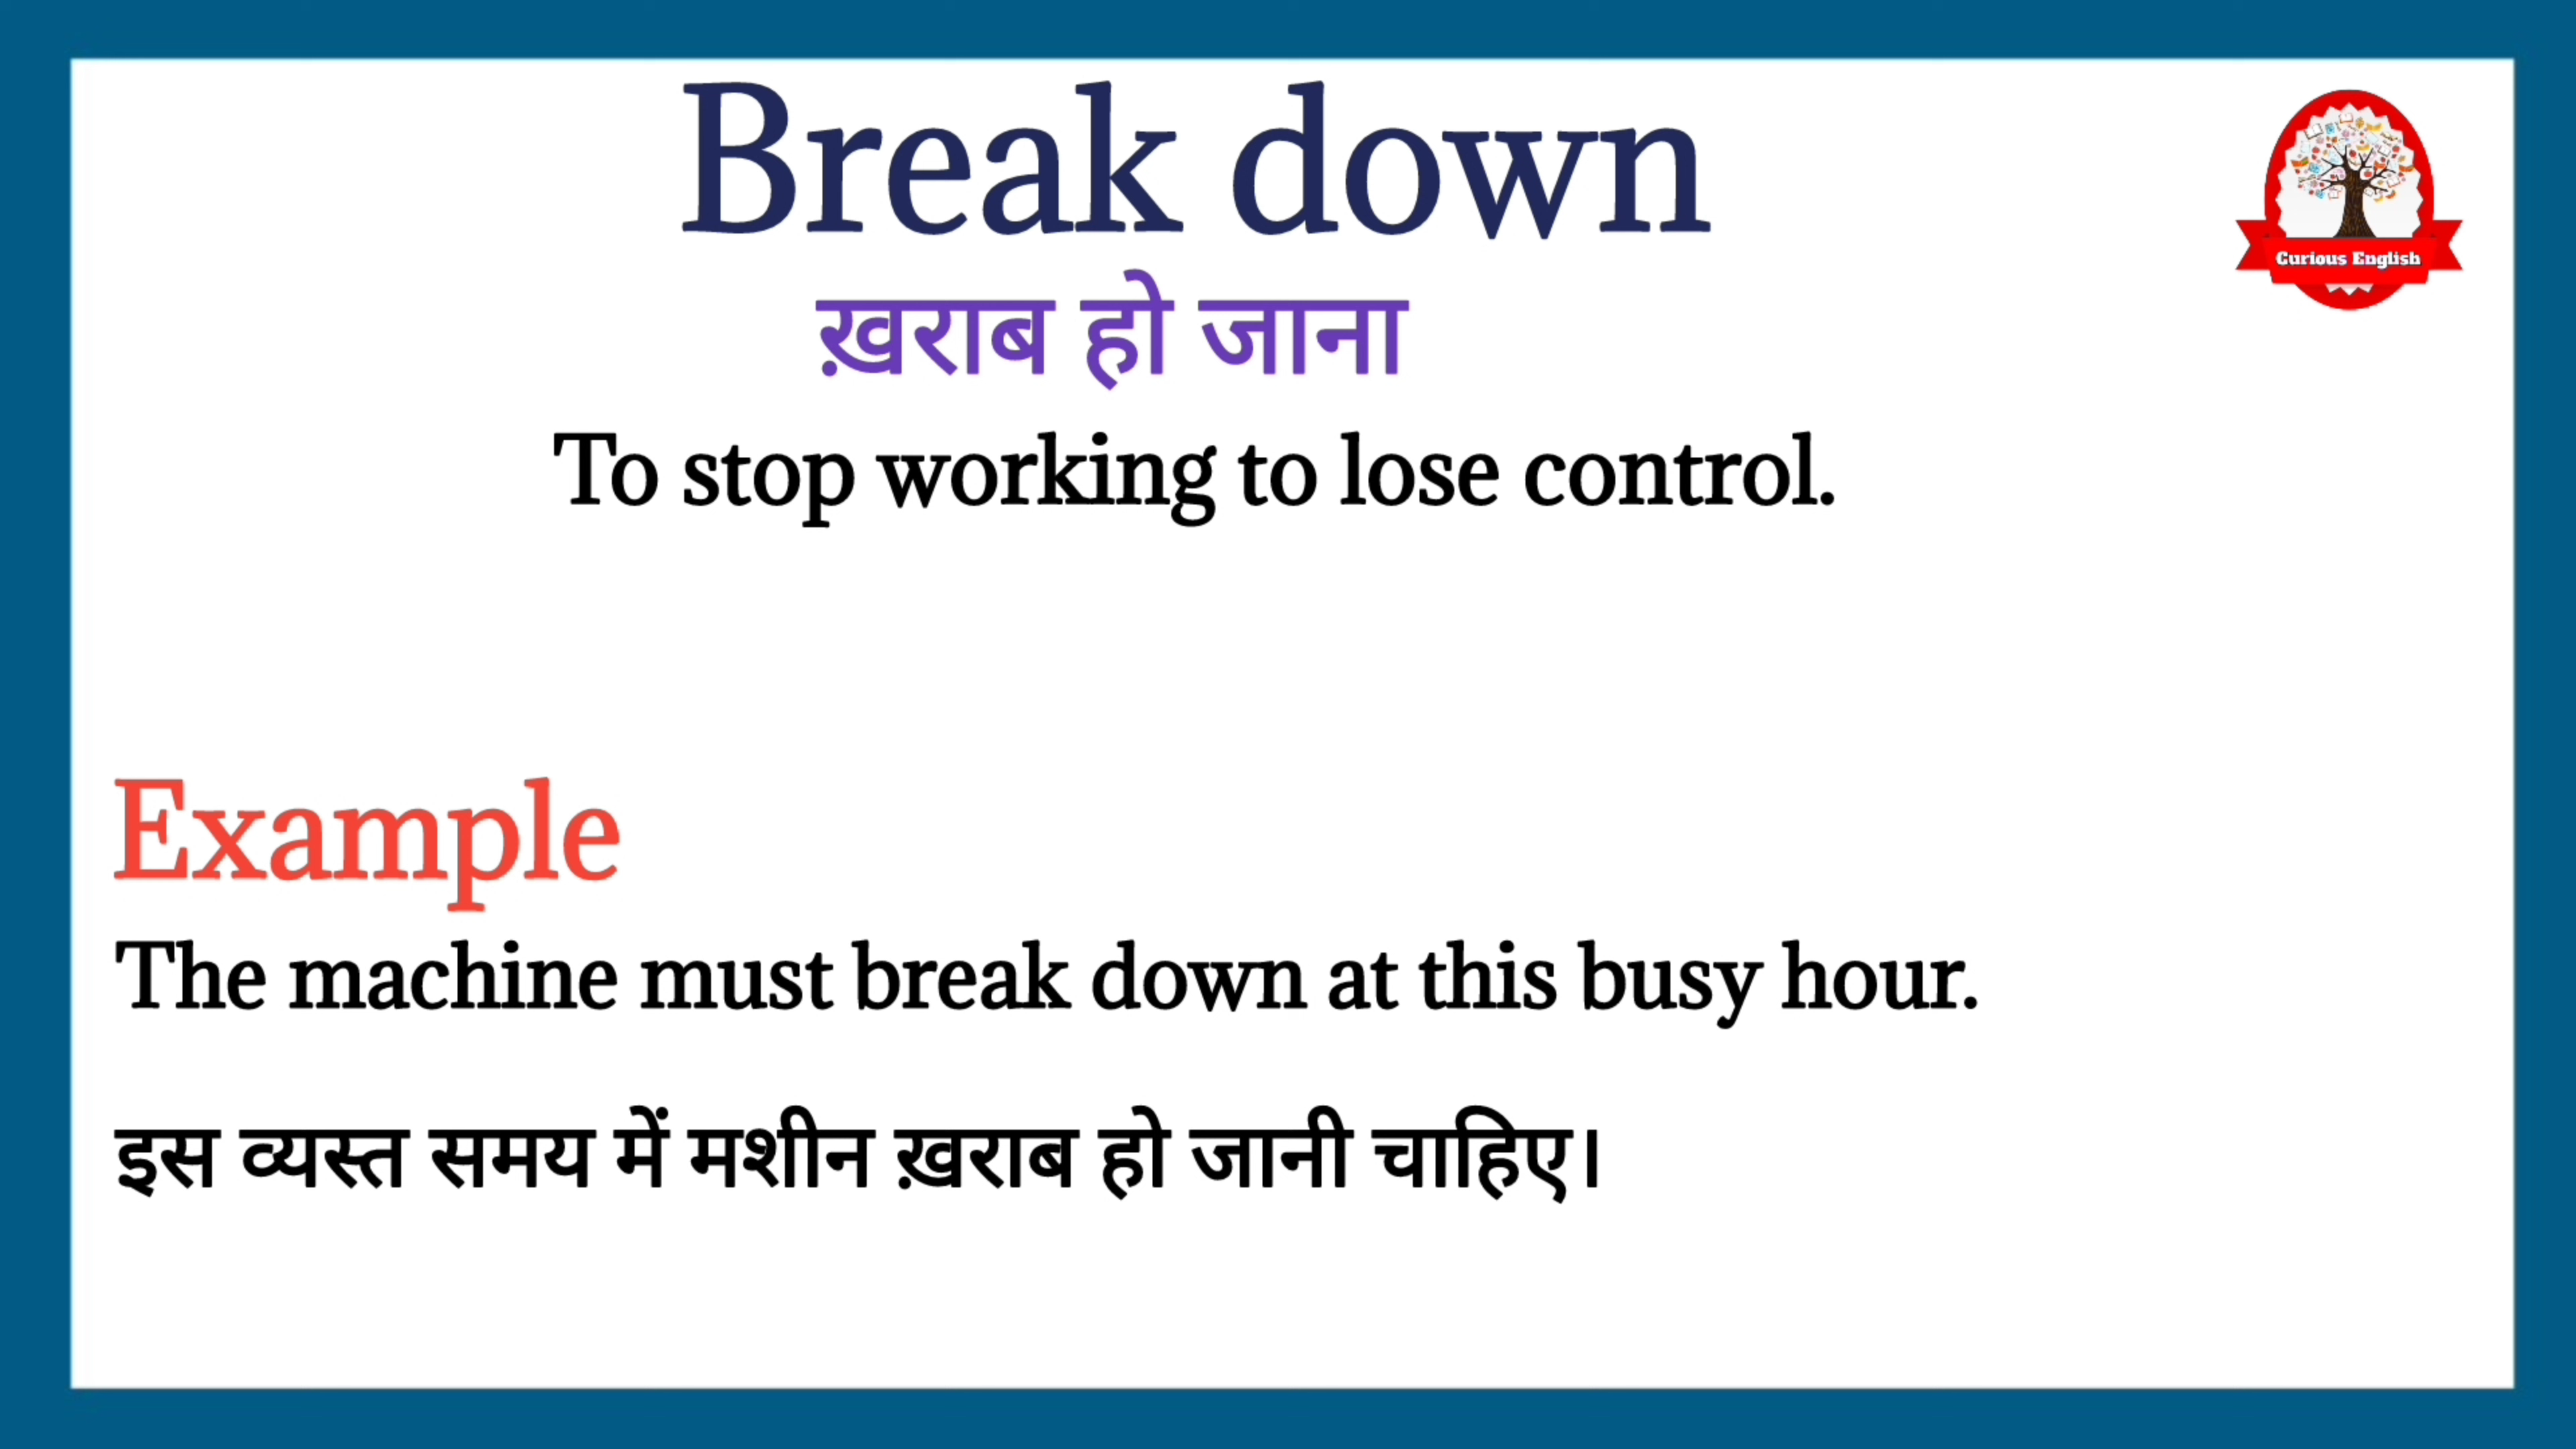 Break down
Curious English
ख़राब हो जाना
To stop working to lose control.
Example
The machine must break down at this busy hour.
इस व्यस्त समय में मशीन ख़राब हो जानी चाहिए।